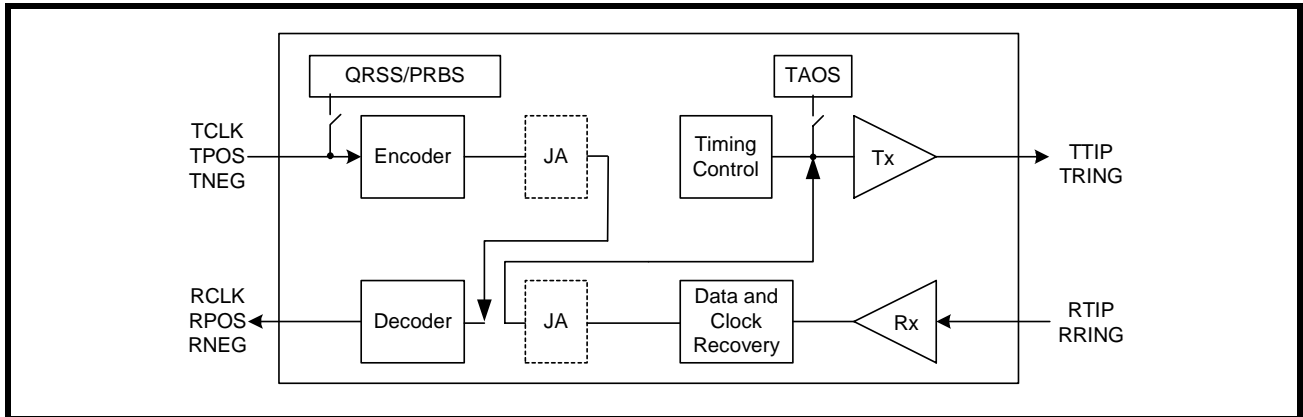 QRSS/PRBS
TAOS
TCLK
TPOS
TNEG
Encoder
JA
Timing
Control
Tx
TTIP
TRING
RCLK
RPOS
RNEG
Decoder
JA
Data and
Clock
Recovery
Rx
RTIP
RRING